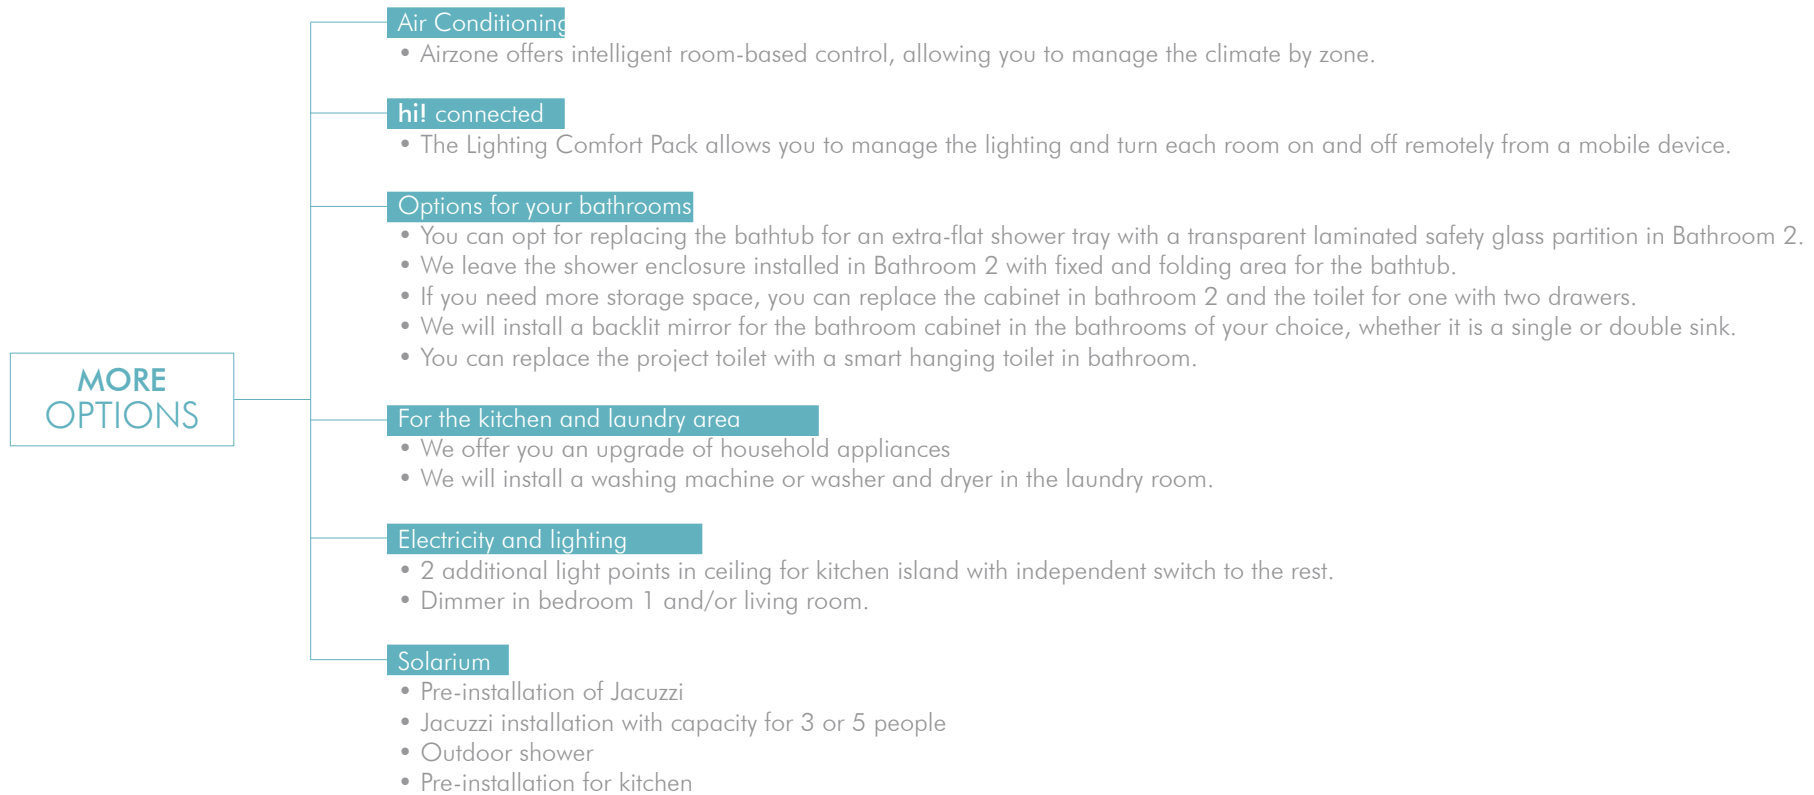 Air Conditioning
• Airzone offers intelligent room-based control, allowing you to manage the climate by zone.
hi! connected
• The Lighting Comfort Pack allows you to manage the lighting and turn each room on and off remotely from a mobile device.
Options for your bathrooms
• You can opt for replacing the bathtub for an extra-flat shower tray with a transparent laminated safety glass partition in Bathroom 2.
• We leave the shower enclosure installed in Bathroom 2 with fixed and folding area for the bathtub.
• If you need more storage space, you can replace the cabinet in bathroom 2 and the toilet for one with two drawers.
• We will install a backlit mirror for the bathroom cabinet in the bathrooms of your choice, whether it is a single or double sink.
• You can replace the project toilet with a smart hanging toilet in bathroom.
MORE
OPTIONS
For the kitchen and laundry area
• We offer you an upgrade of household appliances
• We will install a washing machine or washer and dryer in the laundry room.
Electricity and lighting
• 2 additional light points in ceiling for kitchen island with independent switch to the rest.
• Dimmer in bedroom 1 and/or living room.
Solarium
• Pre-installation of Jacuzzi
• Jacuzzi installation with capacity for 3 or 5 people
• Outdoor shower
• Pre-installation for kitchen